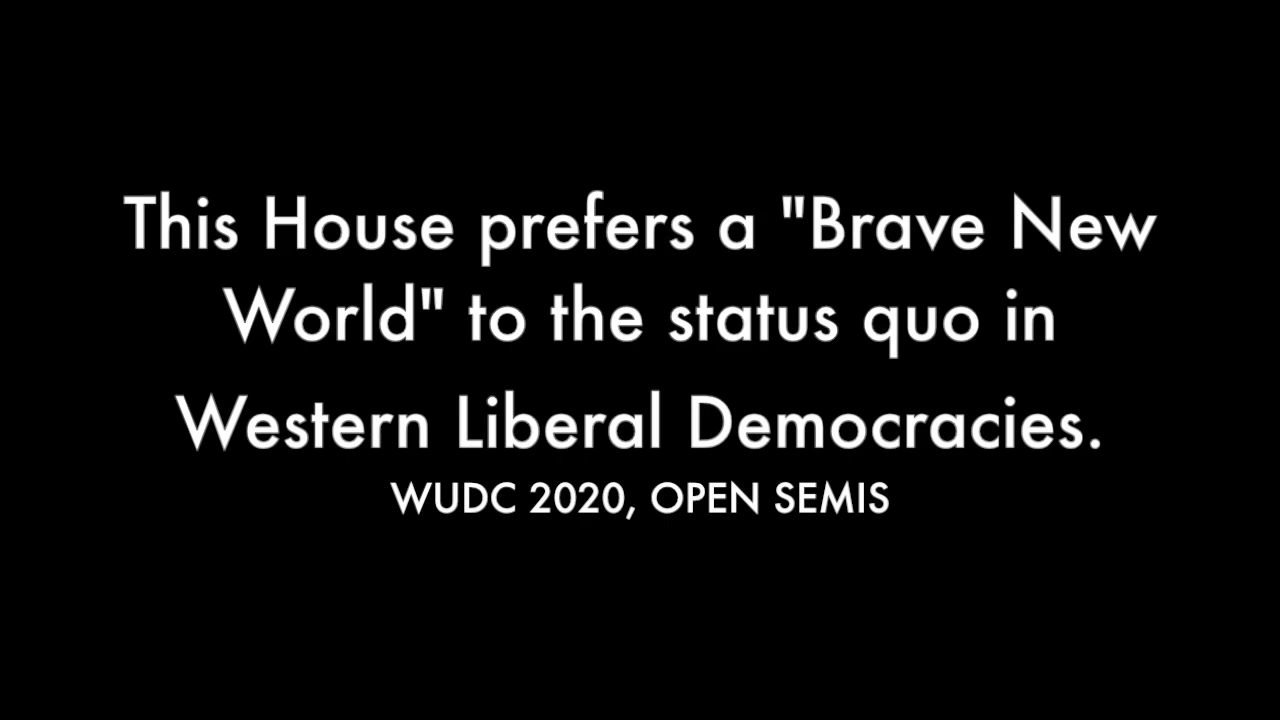 This House prefers a "Brave New
World" to the status quo in
Western Liberal Democracies.
WUDC 2020, OPEN SEMIS